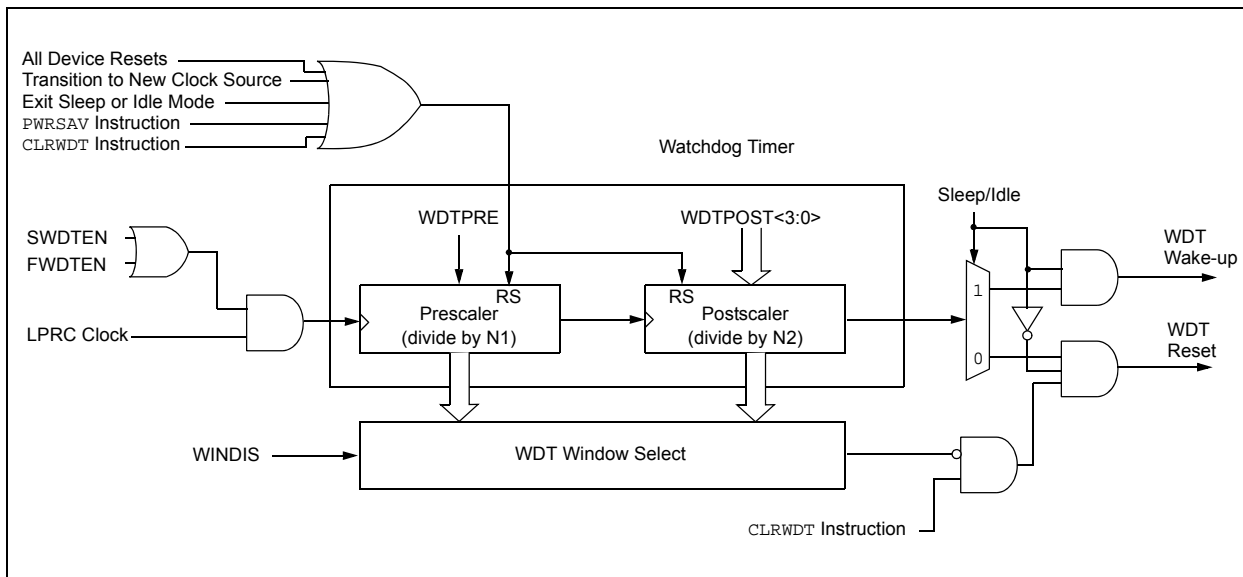 All Device Resets
Transition to New Clock Source
Exit Sleep or Idle Mode
PWRSAV Instruction
CLRWDT Instruction
Watchdog Timer
Sleep/Idle
WDTPRE
WDTPOST<3:0>
SWDTEN
FWDTEN
WDT
Wake-up
RS
RS
1
Prescaler
(divide by N1)
Postscaler
(divide by N2)
LPRC Clock
WDT
Reset
0
WINDIS
WDT Window Select
CLRWDT Instruction